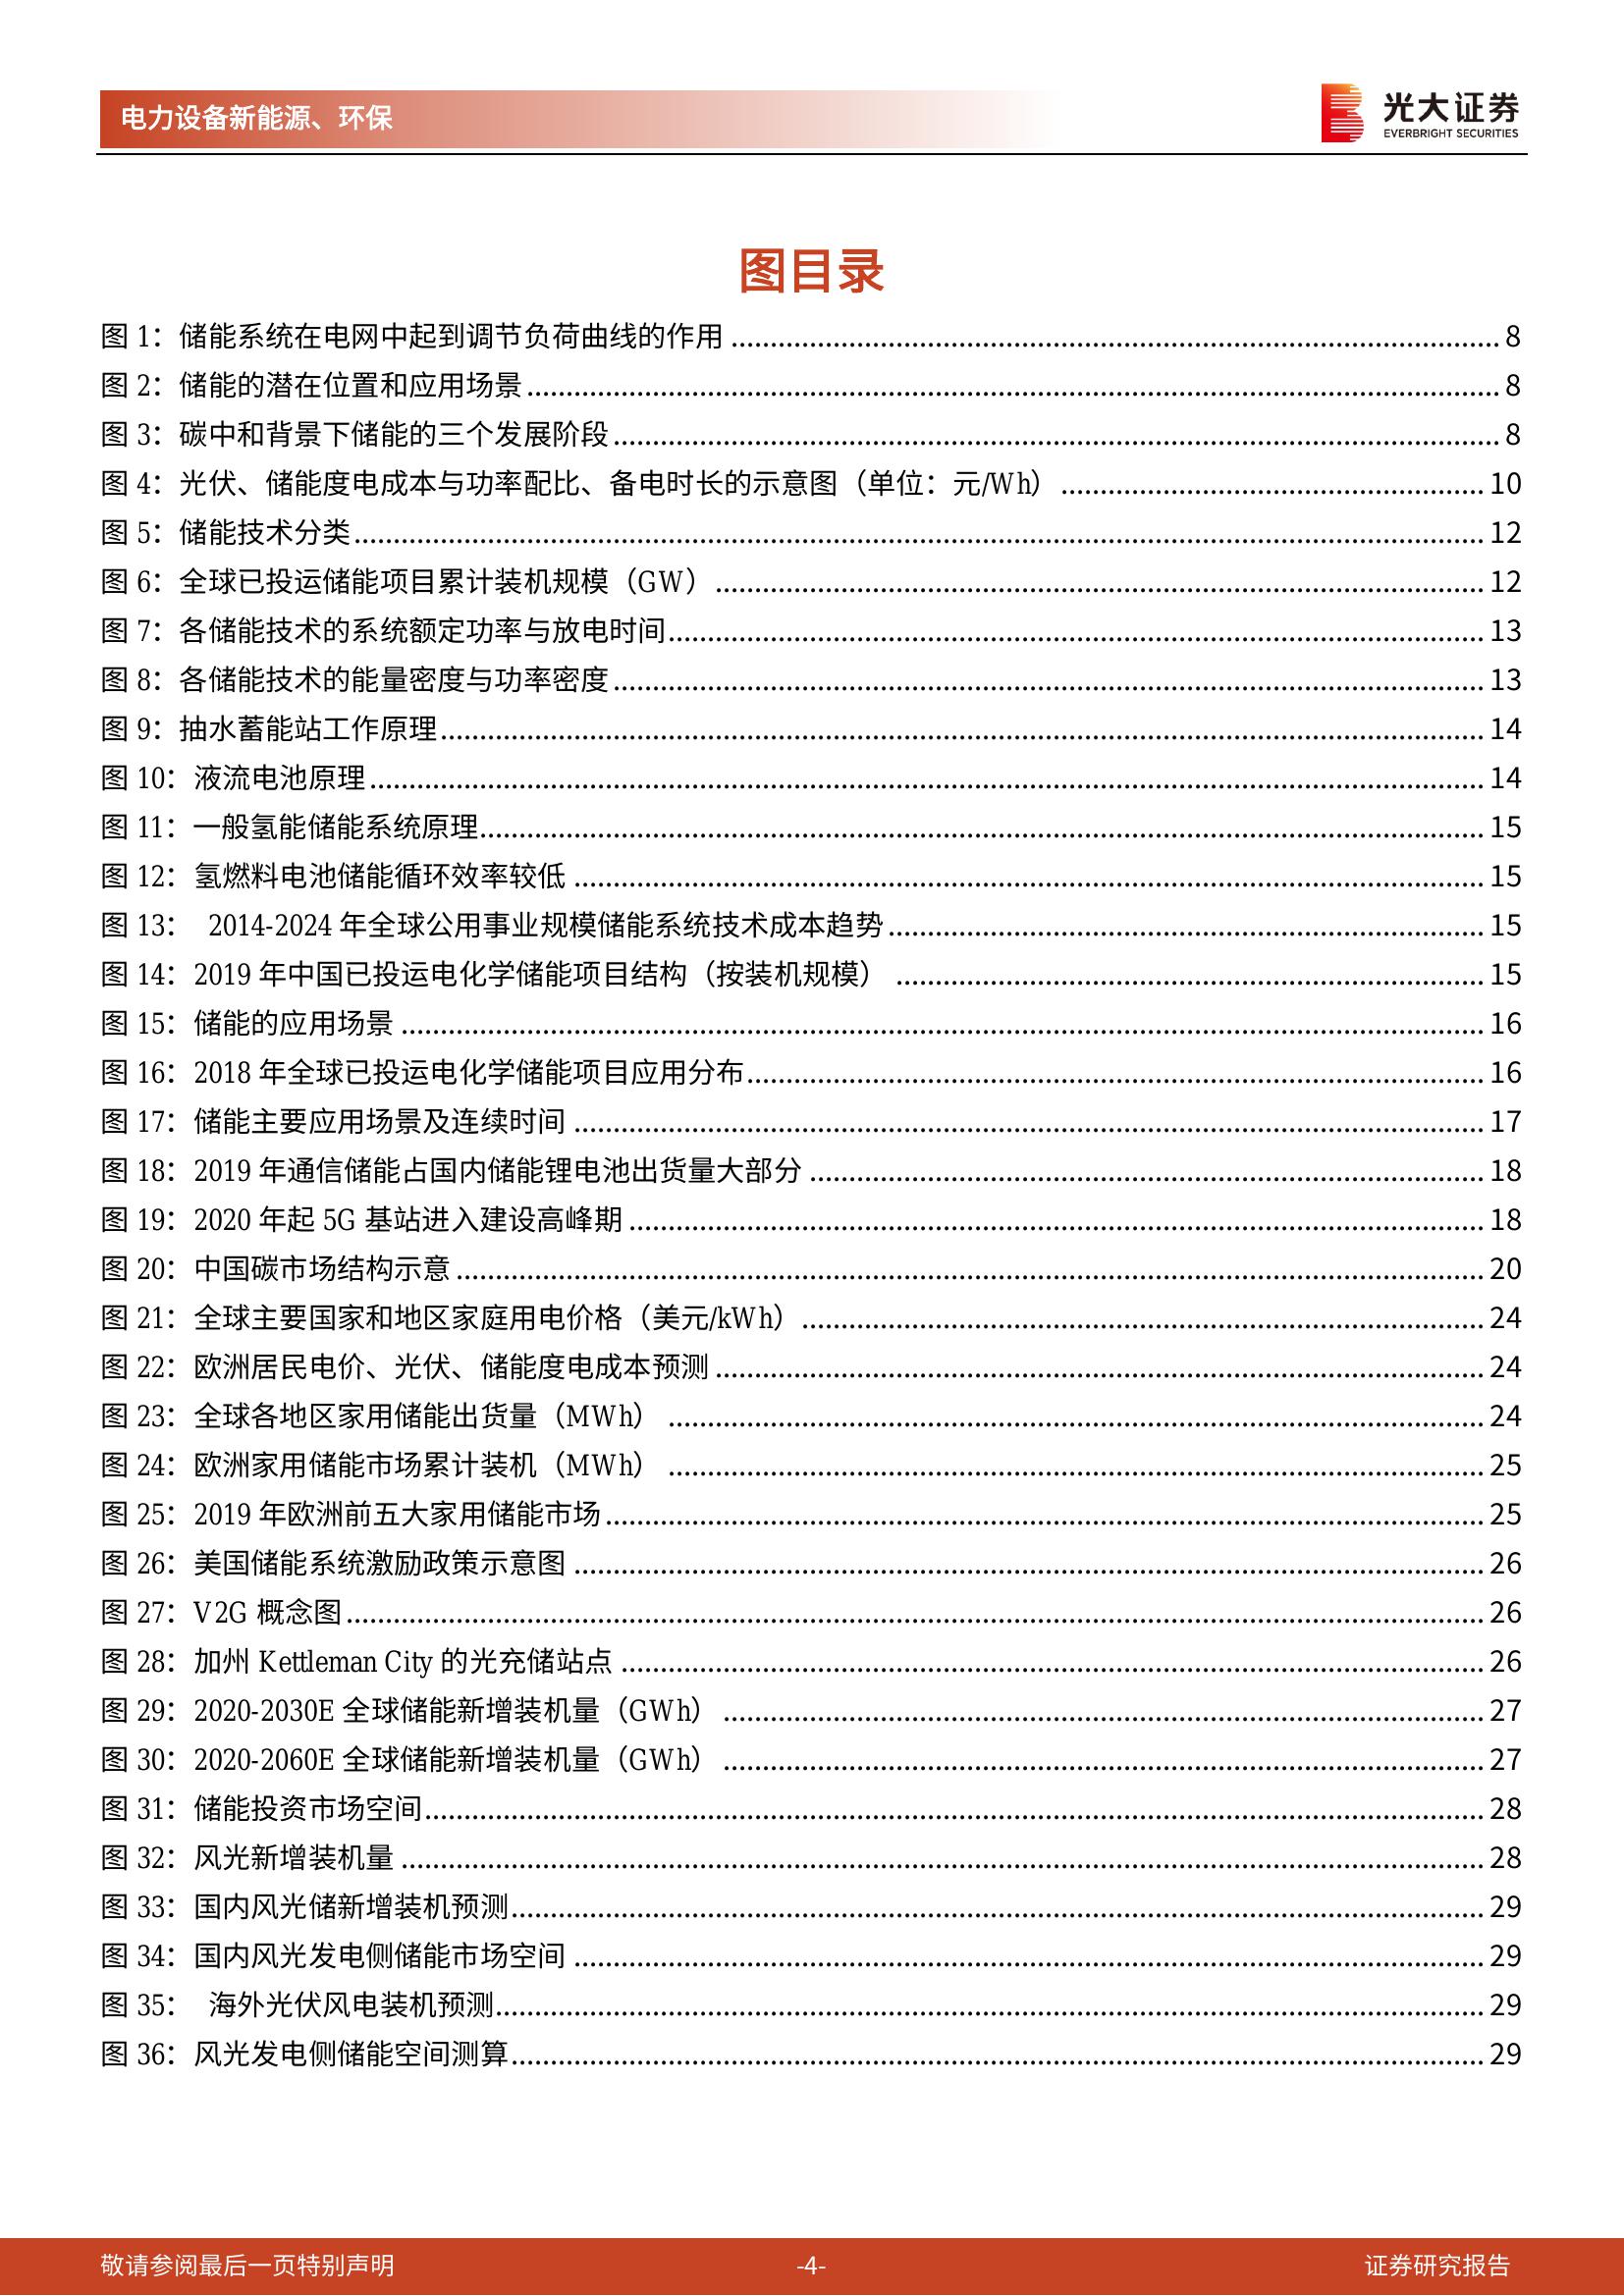 电力设备新能源、环保
光大证券
EVERBRIGHT SECURITIES
图目录
图 1：储能系统在电网中起到调节负荷曲线的作用 ........ 8
图 2：储能的潜在位置和应用场景 ........ 8
图 3：碳中和背景下储能的三个发展阶段 ........ 8
图 4：光伏、储能度电成本与功率配比、备电时长的示意图（单位：元/Wh） ........ 10
图 5：储能技术分类 ........ 12
图 6：全球已投运储能项目累计装机规模（GW） ........ 12
图 7：各储能技术的系统额定功率与放电时间 ........ 13
图 8：各储能技术的能量密度与功率密度 ........ 13
图 9：抽水蓄能站工作原理 ........ 14
图 10：液流电池原理 ........ 14
图 11：一般氢能储能系统原理 ........ 15
图 12：氢燃料电池储能循环效率较低 ........ 15
图 13： 2014-2024 年全球公用事业规模储能系统技术成本趋势 ........ 15
图 14：2019 年中国已投运电化学储能项目结构（按装机规模） ........ 15
图 15：储能的应用场景 ........ 16
图 16：2018 年全球已投运电化学储能项目应用分布 ........ 16
图 17：储能主要应用场景及连续时间 ........ 17
图 18：2019 年通信储能占国内储能锂电池出货量大部分 ........ 18
图 19：2020 年起 5G 基站进入建设高峰期 ........ 18
图 20：中国碳市场结构示意 ........ 20
图 21：全球主要国家和地区家庭用电价格（美元/kWh） ........ 24
图 22：欧洲居民电价、光伏、储能度电成本预测 ........ 24
图 23：全球各地区家用储能出货量（MWh） ........ 24
图 24：欧洲家用储能市场累计装机（MWh） ........ 25
图 25：2019 年欧洲前五大家用储能市场 ........ 25
图 26：美国储能系统激励政策示意图 ........ 26
图 27：V2G 概念图 ........ 26
图 28：加州 Kettleman City 的光充储站点 ........ 26
图 29：2020-2030E 全球储能新增装机量（GWh） ........ 27
图 30：2020-2060E 全球储能新增装机量（GWh） ........ 27
图 31：储能投资市场空间 ........ 28
图 32：风光新增装机量 ........ 28
图 33：国内风光储新增装机预测 ........ 29
图 34：国内风光发电侧储能市场空间 ........ 29
图 35： 海外光伏风电装机预测 ........ 29
图 36：风光发电侧储能空间测算 ........ 29
敬请参阅最后一页特别声明
-4-
证券研究报告